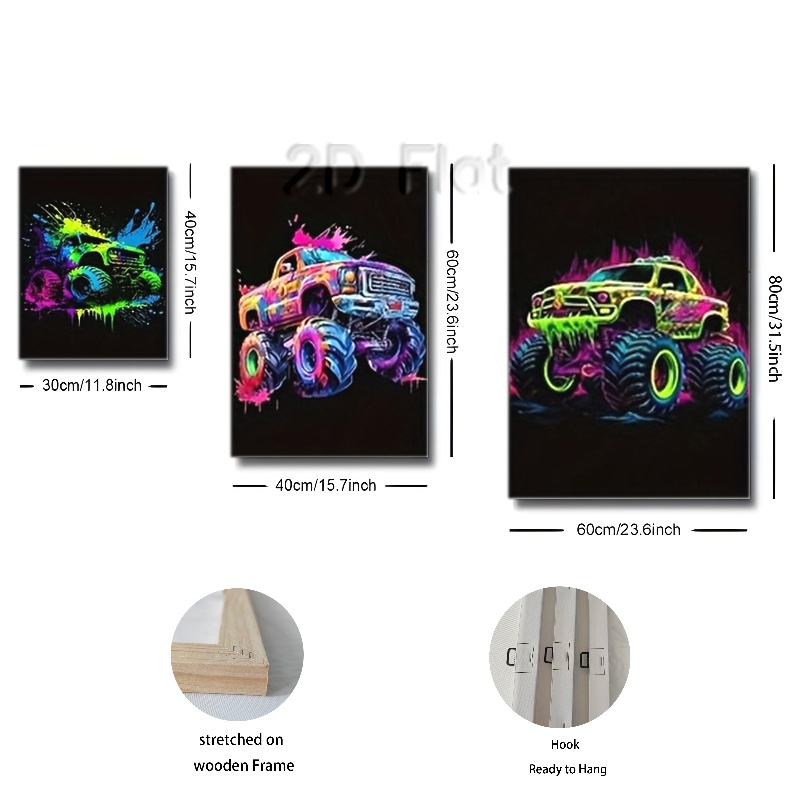 2D Flat
40cm/15.7inch
30cm/11.8inch
60cm/23.6inch
40cm/15.7inch
80cm/31.5inch
60cm/23.6inch
stretched on
wooden Frame
Hook
Ready to Hang